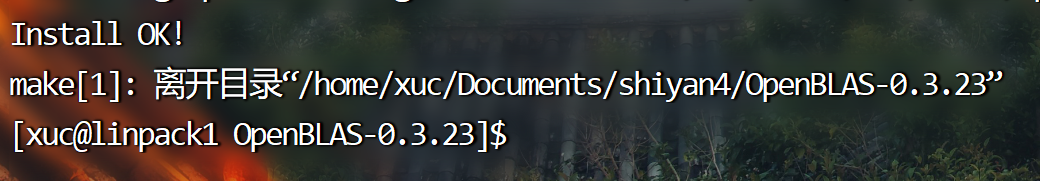 Install OK!
make[1]: 离开目录“/home/xuc/Documents/shiyan4/OpenBLAS-0.3.23”
[xuc@linpack1 OpenBLAS-0.3.23]$